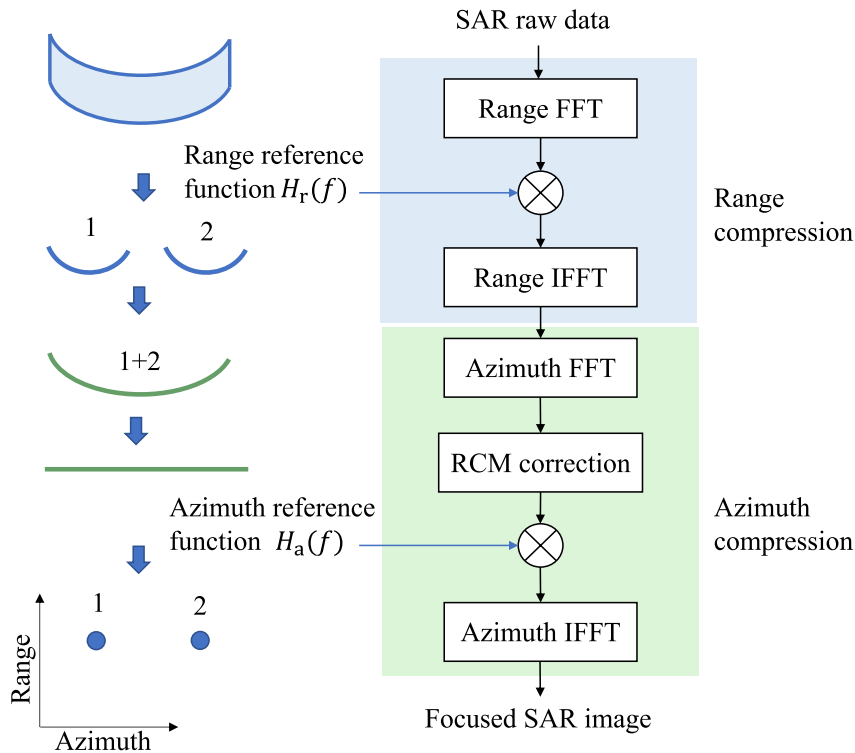 SAR raw data
Range FFT
Range reference
function H_r(f)
Range
compression
1
2
Range IFFT
1+2
Azimuth FFT
RCM correction
Azimuth reference
function H_a(f)
Azimuth
compression
1
2
Range
Azimuth IFFT
Azimuth
Focused SAR image